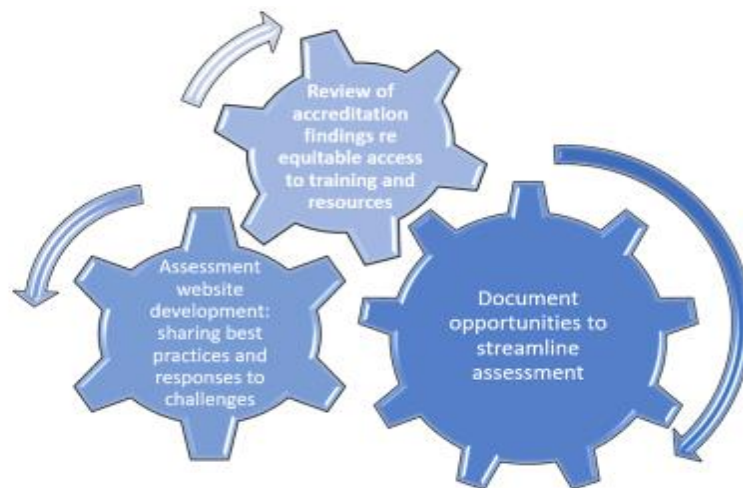 Review of
accreditation
findings re
equitable access
to training and
resources
Assessment
website
development:
sharing best
practices and
responses to
challenges
Document
opportunities to
streamline
assessment